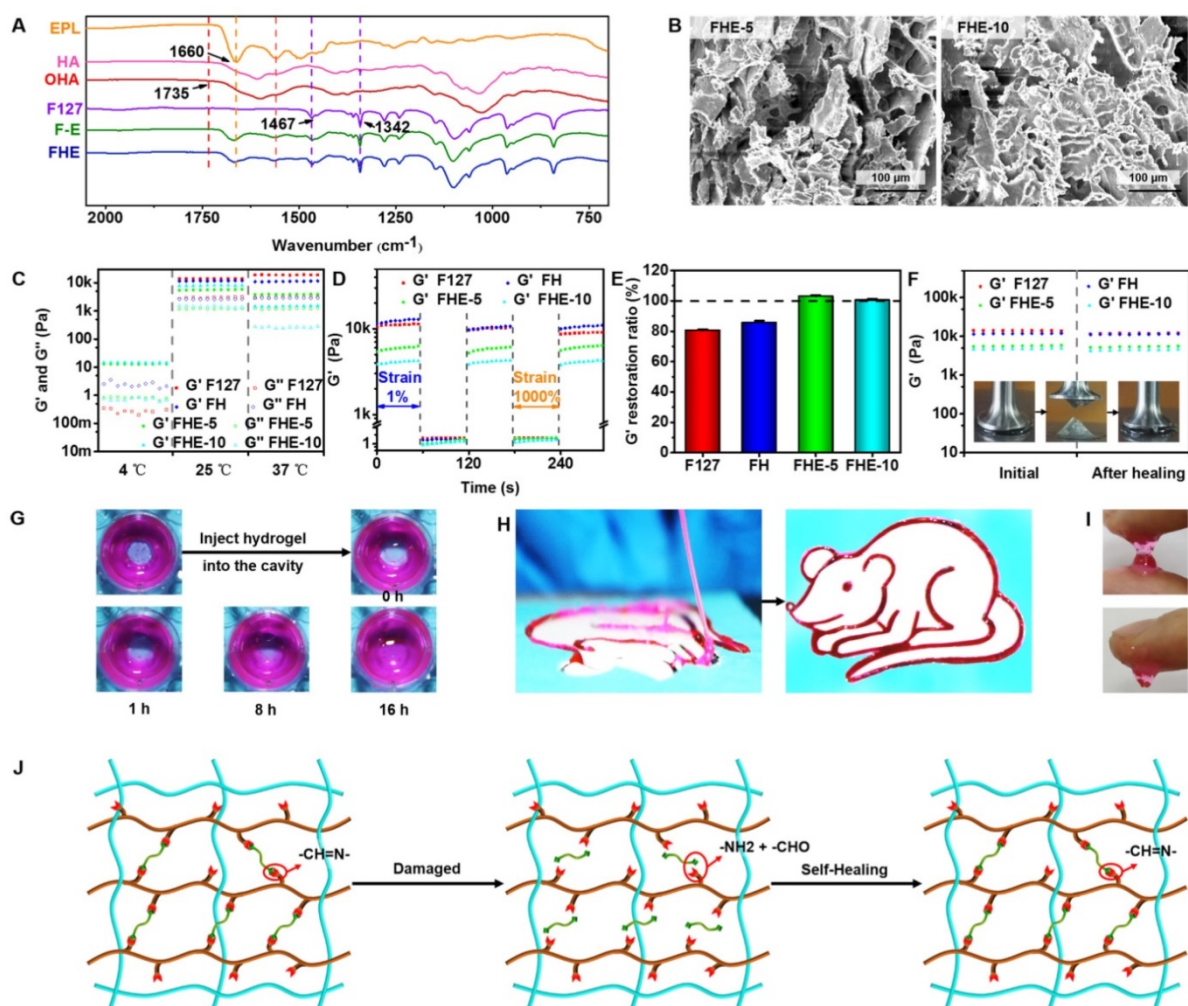 A
EPL
HA
OHA
F127
F-E
FHE
1660
1735
1467
1342
2000 1750 1500 1250 1000 700
Wavenumber (cm-1)
B
FHE-5
100 μm
FHE-10
100 μm
C
G' and G'' (Pa)
10k
1k
100
10
1
100m
10m
G' F127 G'' F127
G' FH G'' FH
G' FHE-5 G'' FHE-5
G' FHE-10 G'' FHE-10
4 ℃ 25 ℃ 37 ℃
D
G' (Pa)
10k
1k
1
G' F127 G' FH
G' FHE-5 G' FHE-10
Strain
1%
Strain
1000%
0 120 240
Time (s)
E
G' restoration ratio (%)
120
100
80
60
40
20
0
F127 FH FHE-5 FHE-10
F
G' (Pa)
100k
10k
1k
100
10
G' F127 G' FH
G' FHE-5 G' FHE-10
Initial After healing
G
Inject hydrogel
into the cavity
0 h
1 h 8 h 16 h
H
I
J
-CH=N-
Damaged
-NH2 + -CHO
Self-Healing
-CH=N-